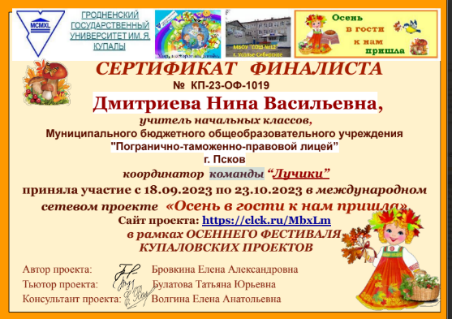 МСМХL
ГРОДНЕНСКИЙ
ГОСУДАРСТВЕННЫЙ
УНИВЕРСИТЕТ ИМ. Я.
КУПАЛЫ
Осень
в гости
к нам
пришла
СЕРТИФИКАТ ФИНАЛИСТА
№ КП-23-ОФ-1019
Дмитриева Нина Васильевна,
учитель начальных классов,
Муниципального бюджетного общеобразовательного учреждения
"Погранично-таможенно-правовой лицей"
г. Псков
координатор команды “Лучики”
приняла участие с 18.09.2023 по 23.10.2023 в международном
сетевом проекте «Осень в гости к нам пришла»
Сайт проекта: https://clck.ru/MbxLm
в рамках ОСЕННЕГО ФЕСТИВАЛЯ
КУПАЛОВСКИХ ПРОЕКТОВ
Автор проекта: Бровкина Елена Александровна
Тьютор проекта: Булатова Татьяна Юрьевна
Консультант проекта: Волгина Елена Анатольевна